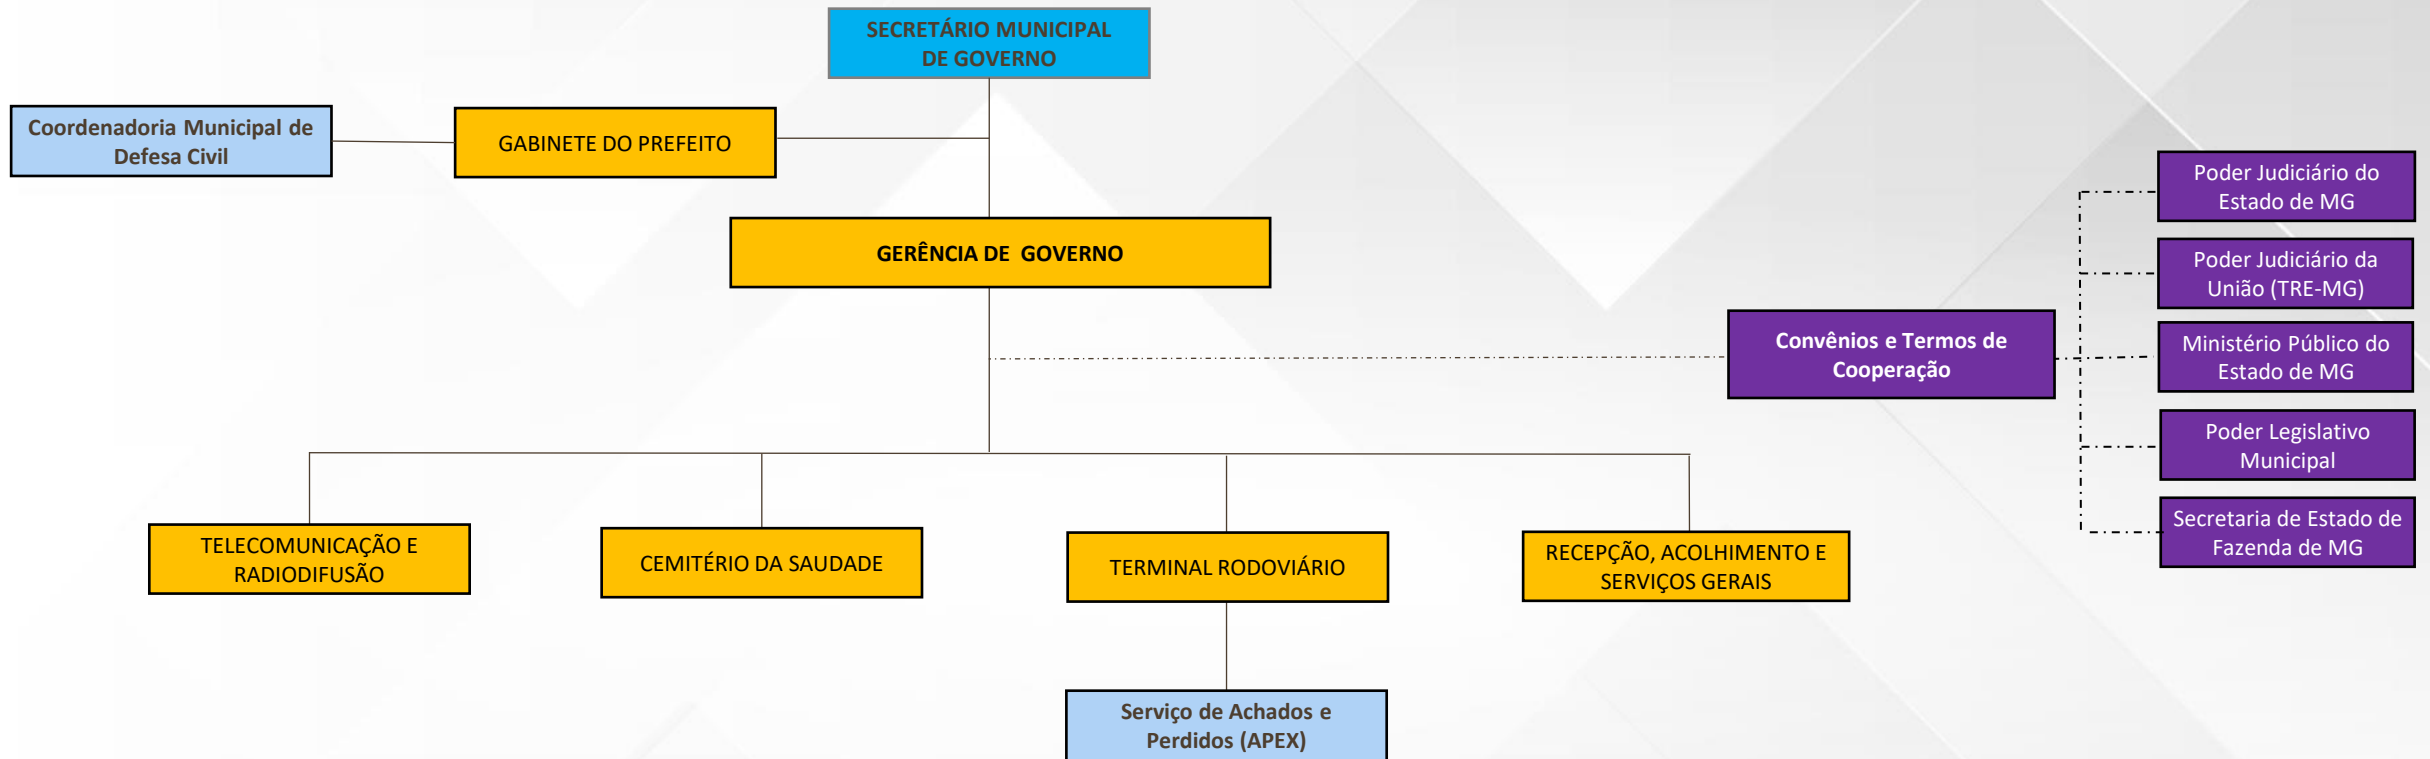 SECRETÁRIO MUNICIPAL
DE GOVERNO
Coordenadoria Municipal de
Defesa Civil
GABINETE DO PREFEITO
GERÊNCIA DE GOVERNO
Convênios e Termos de
Cooperação
Poder Judiciário do
Estado de MG
Poder Judiciário da
União (TRE-MG)
Ministério Público do
Estado de MG
Poder Legislativo
Municipal
Secretaria de Estado de
Fazenda de MG
TELECOMUNICAÇÃO E
RADIODIFUSÃO
CEMITÉRIO DA SAUDADE
TERMINAL RODOVIÁRIO
RECEPÇÃO, ACOLHIMENTO E
SERVIÇOS GERAIS
Serviço de Achados e
Perdidos (APEX)